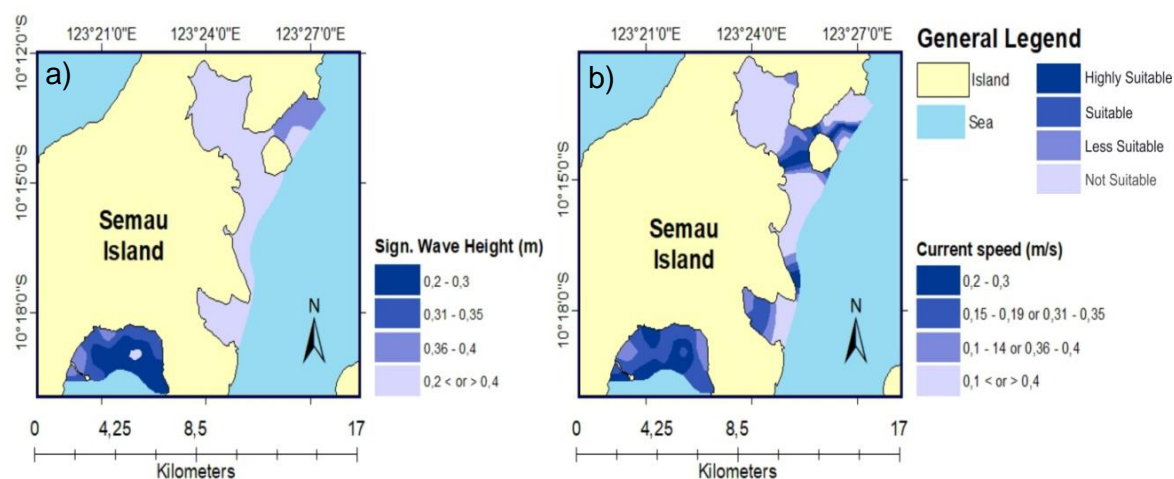 123°21'0"E 123°24'0"E 123°27'0"E
10°12'0"S
10°15'0"S
10°18'0"S
a)
Semau
Island
N
Sign. Wave Height (m)
0,2 - 0,3
0,31 - 0,35
0,36 - 0,4
0,2 < or > 0,4
0 4,25 8,5 17
Kilometers
123°21'0"E 123°24'0"E 123°27'0"E
10°12'0"S
10°15'0"S
10°18'0"S
b)
Semau
Island
N
0 4,25 8,5 17
Kilometers
General Legend
Island
Sea
Highly Suitable
Suitable
Less Suitable
Not Suitable
Current speed (m/s)
0,2 - 0,3
0,15 - 0,19 or 0,31 - 0,35
0,1 - 14 or 0,36 - 0,4
0,1 < or > 0,4